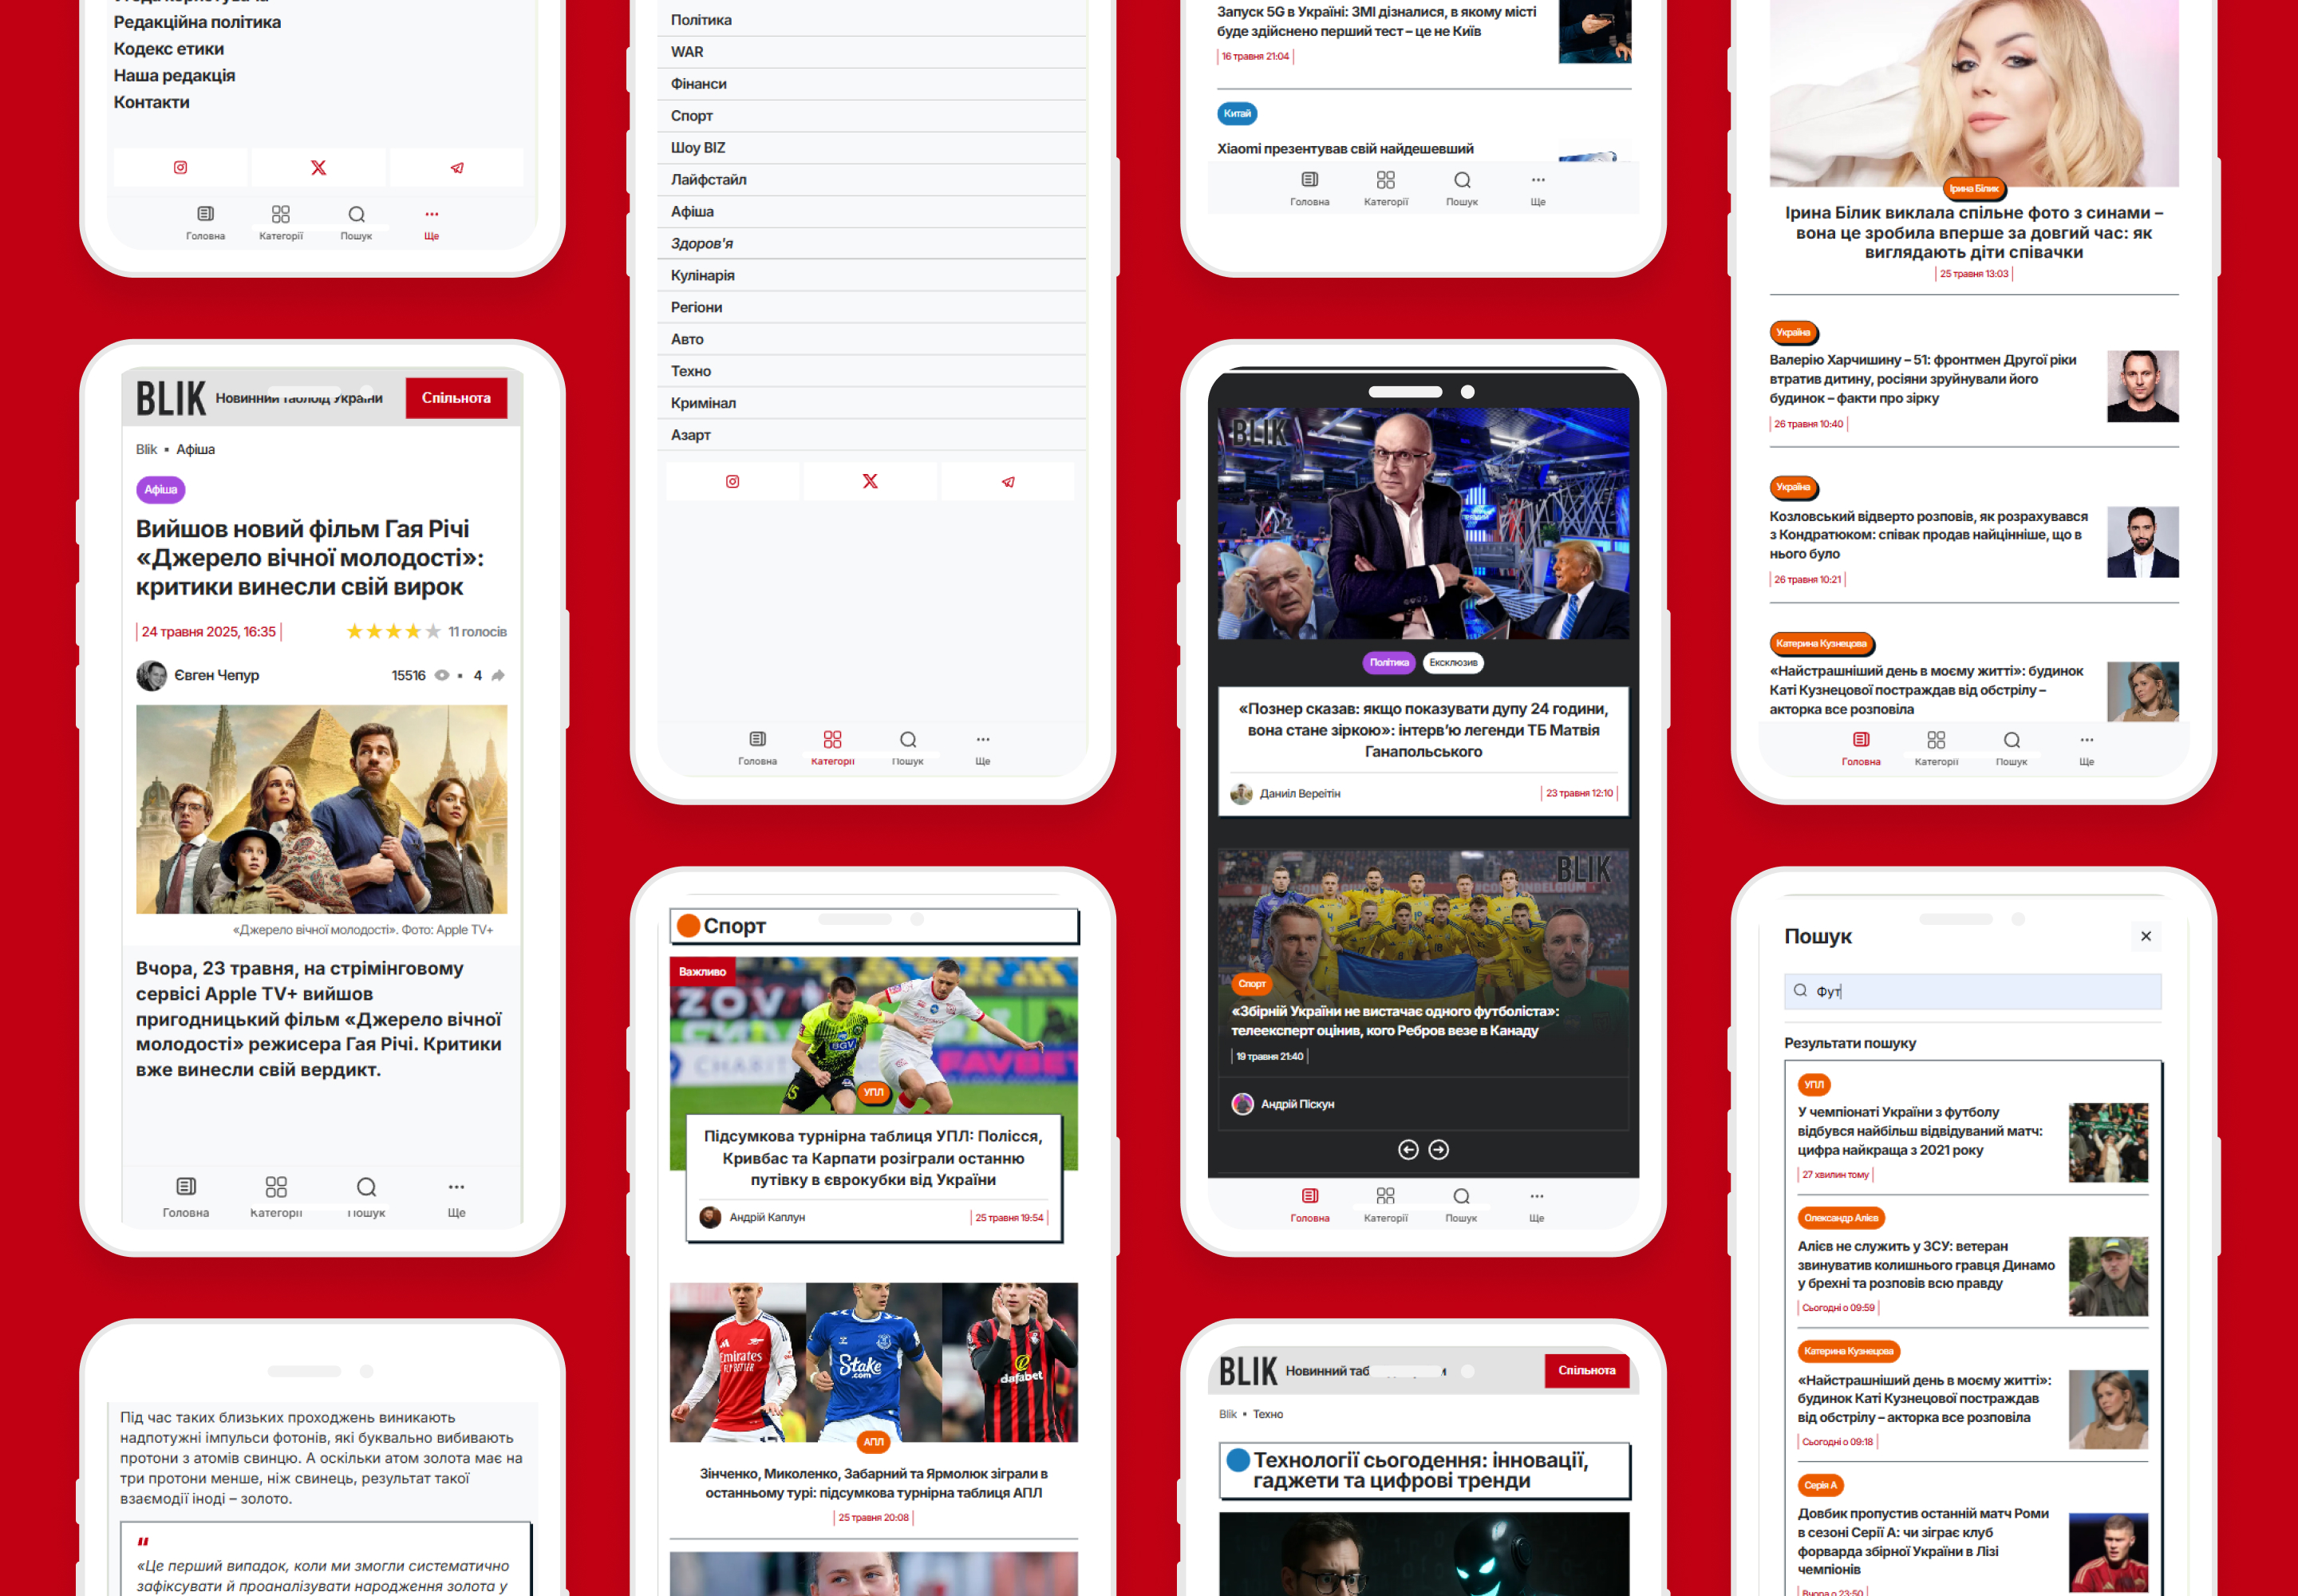 Редакційна політика
Кодекс етики
Наша редакція
Контакти
Головна
Категорії
Пошук
Ще
BLIK
Новинний таблоїд України
Спільнота
Blik ▪ Афіша
Афіша
Вийшов новий фільм Гая Річі
«Джерело вічної молодості»:
критики винесли свій вирок
24 травня 2025, 16:35
11 голосів
Євген Чепур
15516
4
«Джерело вічної молодості». Фото: Apple TV+
Вчора, 23 травня, на стрімінговому
сервісі Apple TV+ вийшов
пригодницький фільм «Джерело вічної
молодості» режисера Гая Річі. Критики
вже винесли свій вердикт.
Головна
Категорії
Пошук
Ще
Під час таких близьких проходжень виникають
надпотужні імпульси фотонів, які буквально вибивають
протони з атомів свинцю. А оскільки атом золота має на
три протони менше, ніж свинець, результат такої
взаємодії іноді – золото.
"
«Це перший випадок, коли ми змогли систематично
зафіксувати й проаналізувати народження золота у
Політика
WAR
Фінанси
Спорт
Шоу BIZ
Лайфстайл
Афіша
Здоров'я
Кулінарія
Регіони
Авто
Техно
Кримінал
Азарт
Головна
Категорії
Пошук
Ще
Спорт
Важливо
ZOV
CHARIT
FAVBET
BGV
15
УПЛ
Підсумкова турнірна таблиця УПЛ: Полісся,
Кривбас та Карпати розіграли останню
путівку в єврокубки від України
Андрій Каплун
25 травня 19:54
Emirates
FLY BETTER
Stake
.com
dafabet
АПЛ
Зінченко, Миколенко, Забарний та Ярмолюк зіграли в
останньому турі: підсумкова турнірна таблиця АПЛ
25 травня 20:08
Запуск 5G в Україні: ЗМІ дізналися, в якому місті
буде здійснено перший тест – це не Київ
16 травня 21:04
Китай
Xiaomi презентував свій найдешевший
Головна
Категорії
Пошук
Ще
BLIK
Політика
Ексклюзив
«Познер сказав: якщо показувати дупу 24 години,
вона стане зіркою»: інтерв’ю легенди ТБ Матвія
Ганапольського
Даниіл Вереітін
23 травня 12:10
BLIK
Спорт
«Збірній України не вистачає одного футболіста»:
телеексперт оцінив, кого Ребров везе в Канаду
19 травня 21:40
Андрій Піскун
Головна
Категорії
Пошук
Ще
BLIK
Новинний таб
Спільнота
Blik ▪ Техно
Технології сьогодення: інновації,
гаджети та цифрові тренди
Ірина Білик
Ірина Білик виклала спільне фото з синами –
вона це зробила вперше за довгий час: як
виглядають діти співачки
25 травня 13:03
Україна
Валерію Харчишину – 51: фронтмен Другої ріки
втратив дитину, росіяни зруйнували його
будинок – факти про зірку
26 травня 10:40
Україна
Козловський відверто розповів, як розрахувався
з Кондратюком: співак продав найцінніше, що в
нього було
26 травня 10:21
Катерина Кузнецова
«Найстрашніший день в моєму житті»: будинок
Каті Кузнецової постраждав від обстрілу –
акторка все розповіла
Головна
Категорії
Пошук
Ще
Пошук
Фут
Результати пошуку
УПЛ
У чемпіонаті України з футболу
відбувся найбільш відвідуваний матч:
цифра найкраща з 2021 року
27 хвилин тому
Олександр Алієв
Алієв не служить у ЗСУ: ветеран
звинуватив колишнього гравця Динамо
у брехні та розповів всю правду
Сьогодні о 09:59
Катерина Кузнецова
«Найстрашніший день в моєму житті»:
будинок Каті Кузнецової постраждав
від обстрілу – акторка все розповіла
Сьогодні о 09:18
Серія А
Довбик пропустив останній матч Роми
в сезоні Серії А: чи зіграє клуб
форварда збірної України в Лізі
чемпіонів
Вчора о 23:50